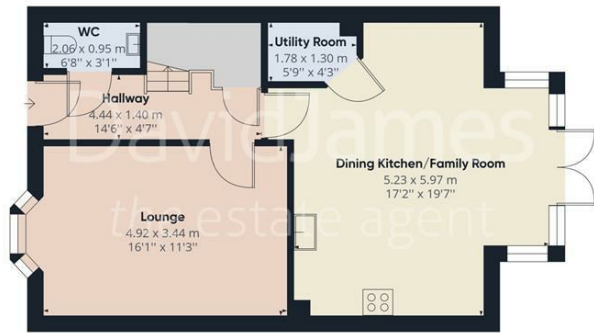 WC
2.06 x 0.95 m
6'8" x 3'1"
Utility Room
1.78 x 1.30 m
5'9" x 4'3"
Hallway
4.44 x 1.40 m
14'6" x 4'7"
DavidJames
the estate agent
Dining Kitchen/Family Room
5.23 x 5.97 m
17'2" x 19'7"
Lounge
4.92 x 3.44 m
16'1" x 11'3"